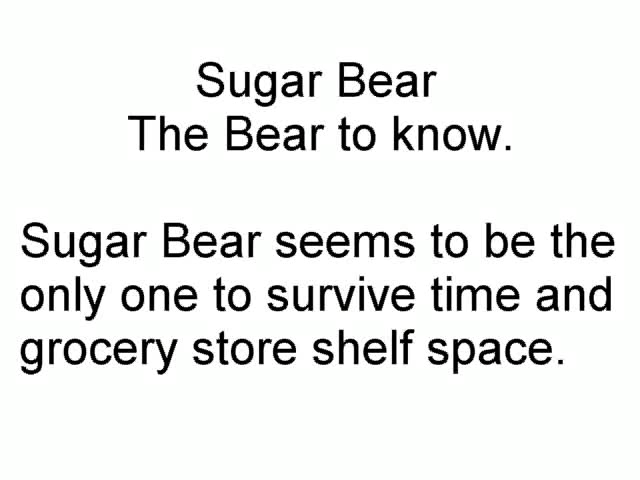 Sugar Bear
The Bear to know.
Sugar Bear seems to be the
only one to survive time and
grocery store shelf space.